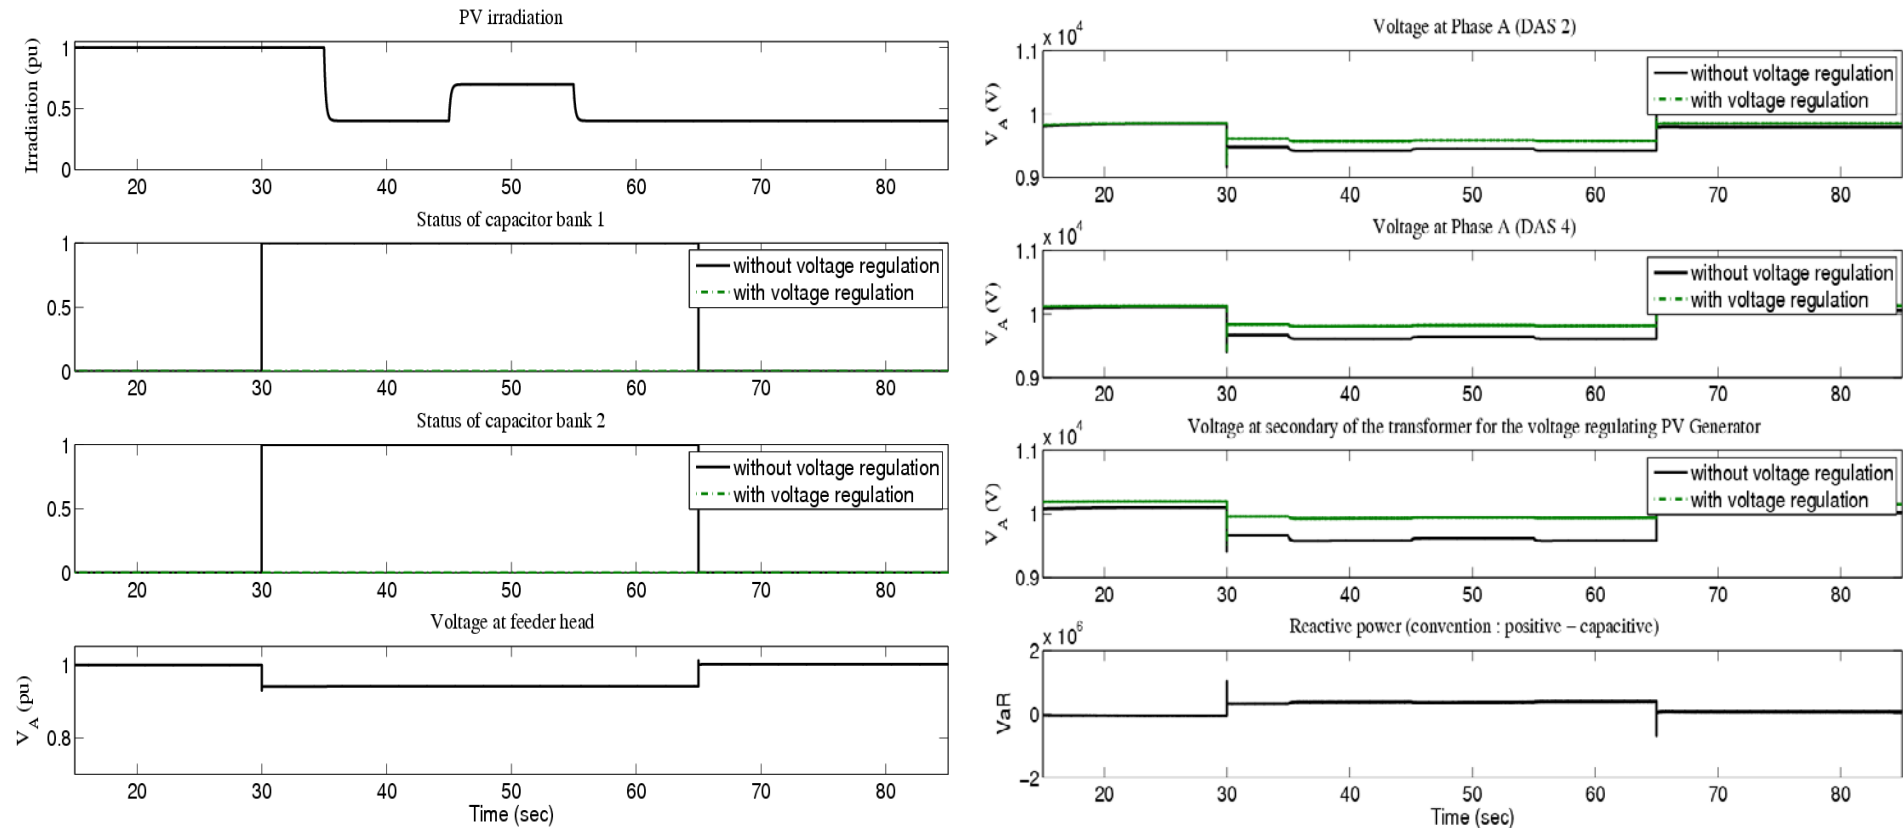 PV irradiation
Irradiation (pu)
1
0.5
0
20 30 40 50 60 70 80
Status of capacitor bank 1
1
0.5
0
without voltage regulation
with voltage regulation
20 30 40 50 60 70 80
Status of capacitor bank 2
1
0.5
0
without voltage regulation
with voltage regulation
20 30 40 50 60 70 80
Voltage at feeder head
V_A (pu)
1
0.8
20 30 40 50 60 70 80
Time (sec)
Voltage at Phase A (DAS 2)
x 10^4
1.1
1
0.9
V_A (V)
without voltage regulation
with voltage regulation
20 30 40 50 60 70 80
Voltage at Phase A (DAS 4)
x 10^4
1.1
1
0.9
V_A (V)
without voltage regulation
with voltage regulation
20 30 40 50 60 70 80
Voltage at secondary of the transformer for the voltage regulating PV Generator
x 10^4
1.1
1
0.9
V_A (V)
without voltage regulation
with voltage regulation
20 30 40 50 60 70 80
Reactive power (convention : positive – capacitive)
x 10^6
2
0
−2
VaR
20 30 40 50 60 70 80
Time (sec)